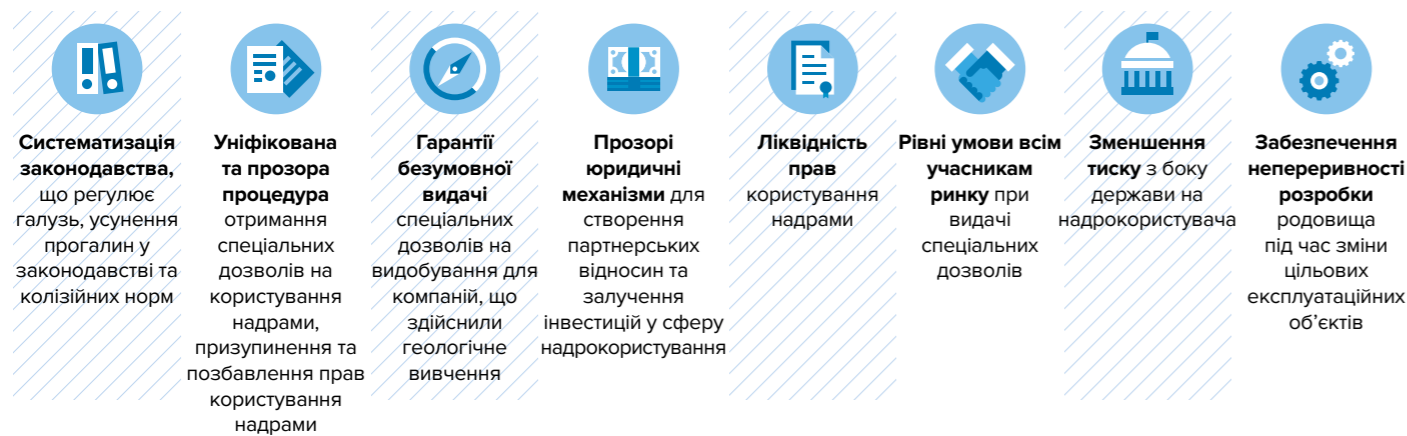 Систематизація
законодавства,
що регулює
галузь, усунення
прогалин у
законодавстві та
колізійних норм
Уніфікована
та прозора
процедура
отримання
спеціальних
дозволів на
користування
надрами,
призупинення та
позбавлення прав
користування
надрами
Гарантії
безумовної
видачі
спеціальних
дозволів на
видобування для
компаній, що
здійснили
геологічне
вивчення
Прозорі
юридичні
механізми для
створення
партнерських
відносин та
залучення
інвестицій у сферу
надрокористування
Ліквідність
прав
користування
надрами
Рівні умови всім
учасникам
ринку при
видачі
спеціальних
дозволів
Зменшення
тиску з боку
держави на
надрокористувача
Забезпечення
непереривності
розробки
родовища
під час зміни
цільових
експлуатаційних
об’єктів